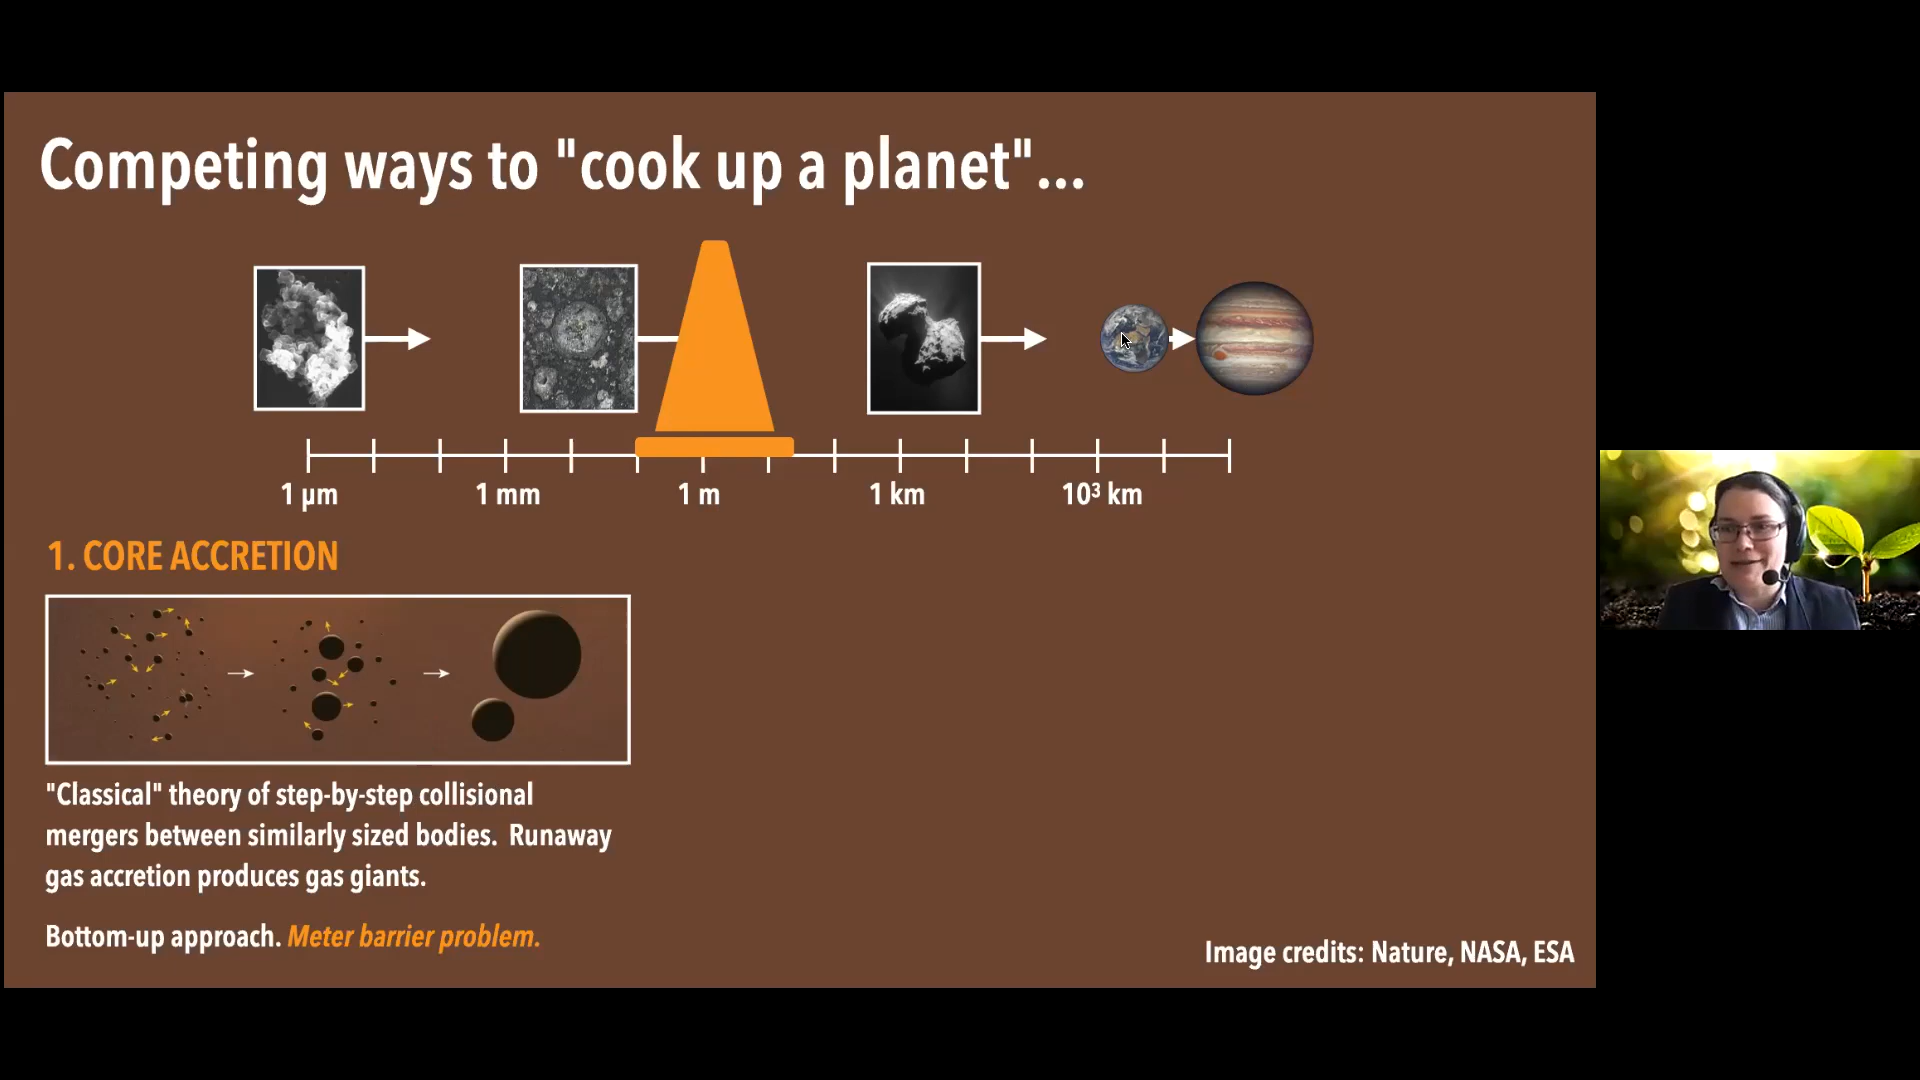 Competing ways to "cook up a planet"...
1 μm
1 mm
1 m
1 km
10³ km
1. CORE ACCRETION
"Classical" theory of step-by-step collisional
mergers between similarly sized bodies. Runaway
gas accretion produces gas giants.
Bottom-up approach. Meter barrier problem.
Image credits: Nature, NASA, ESA